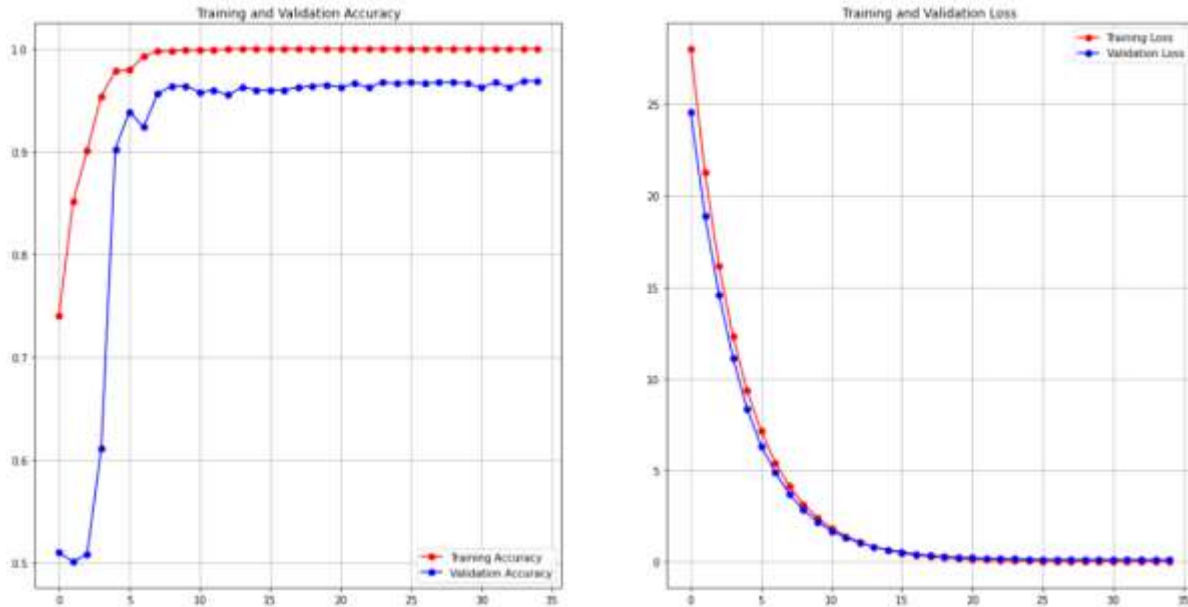 Training and Validation Accuracy
1.0
0.9
0.8
0.7
0.6
0.5
Training Accuracy
Validation Accuracy
0 5 10 15 20 25 30 35
Training and Validation Loss
Training Loss
Validation Loss
25
20
15
10
5
0
0 5 10 15 20 25 30 35